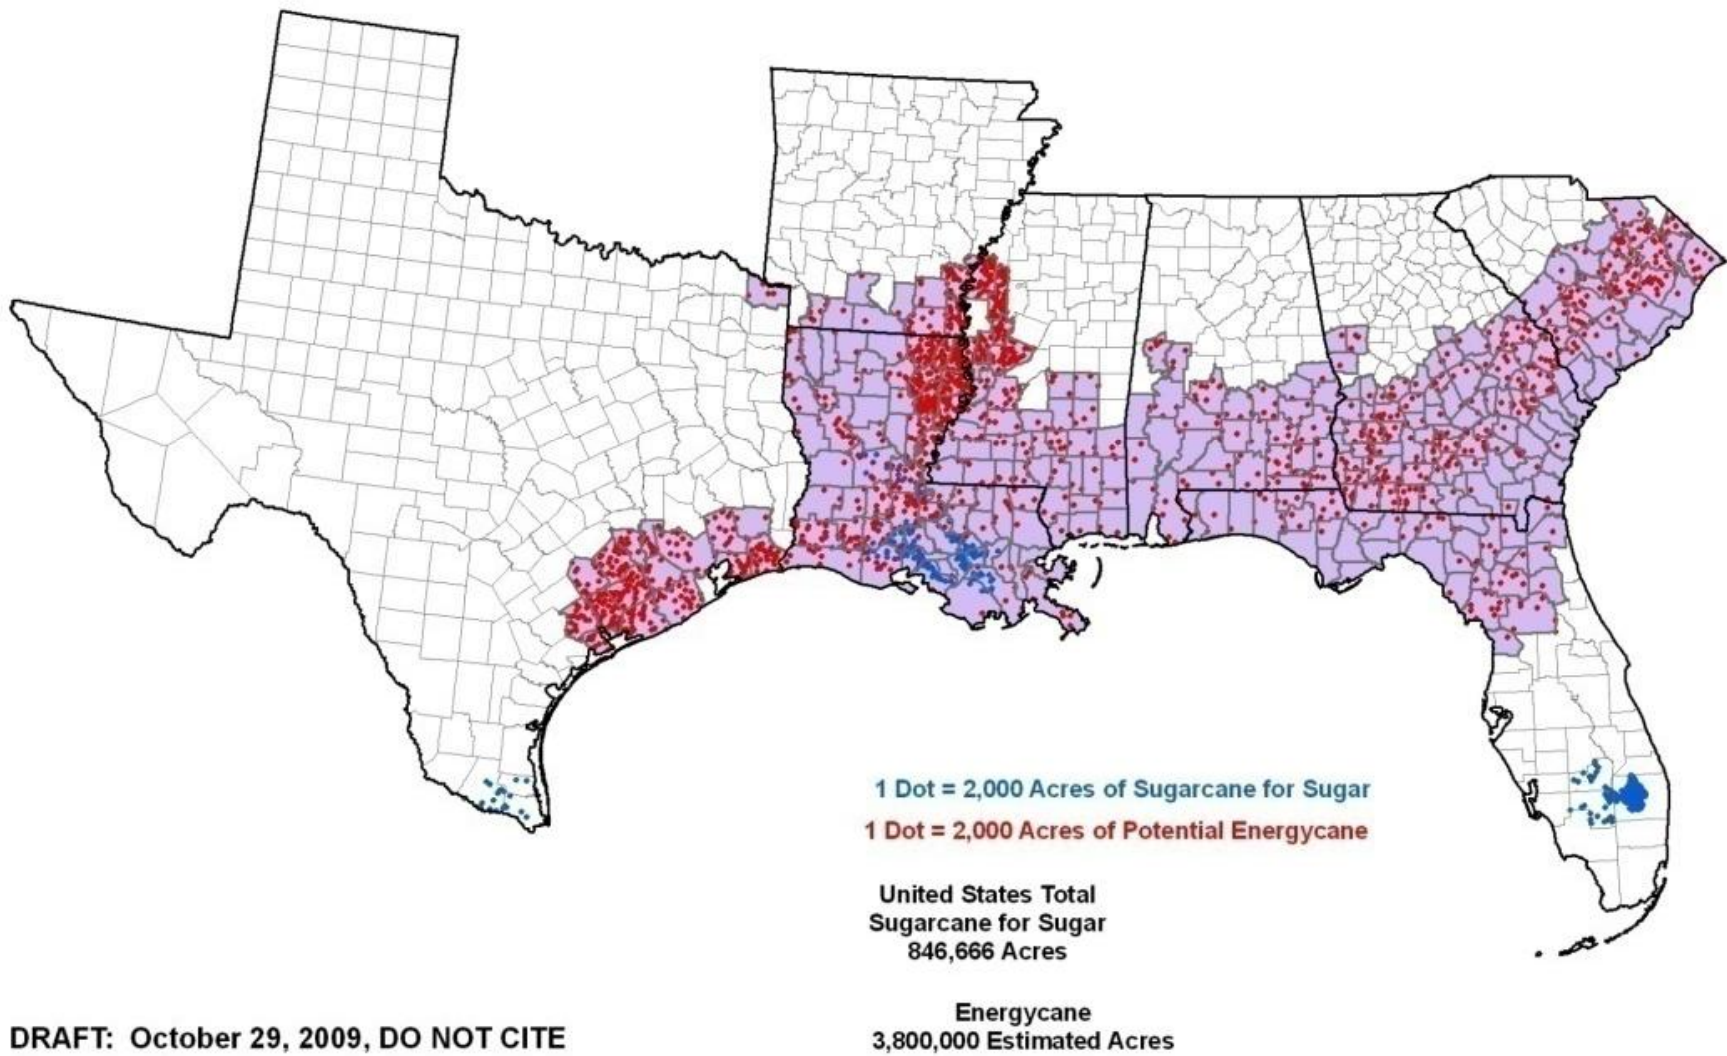 1 Dot = 2,000 Acres of Sugarcane for Sugar
1 Dot = 2,000 Acres of Potential Energycane
United States Total
Sugarcane for Sugar
846,666 Acres
Energycane
3,800,000 Estimated Acres
DRAFT: October 29, 2009, DO NOT CITE